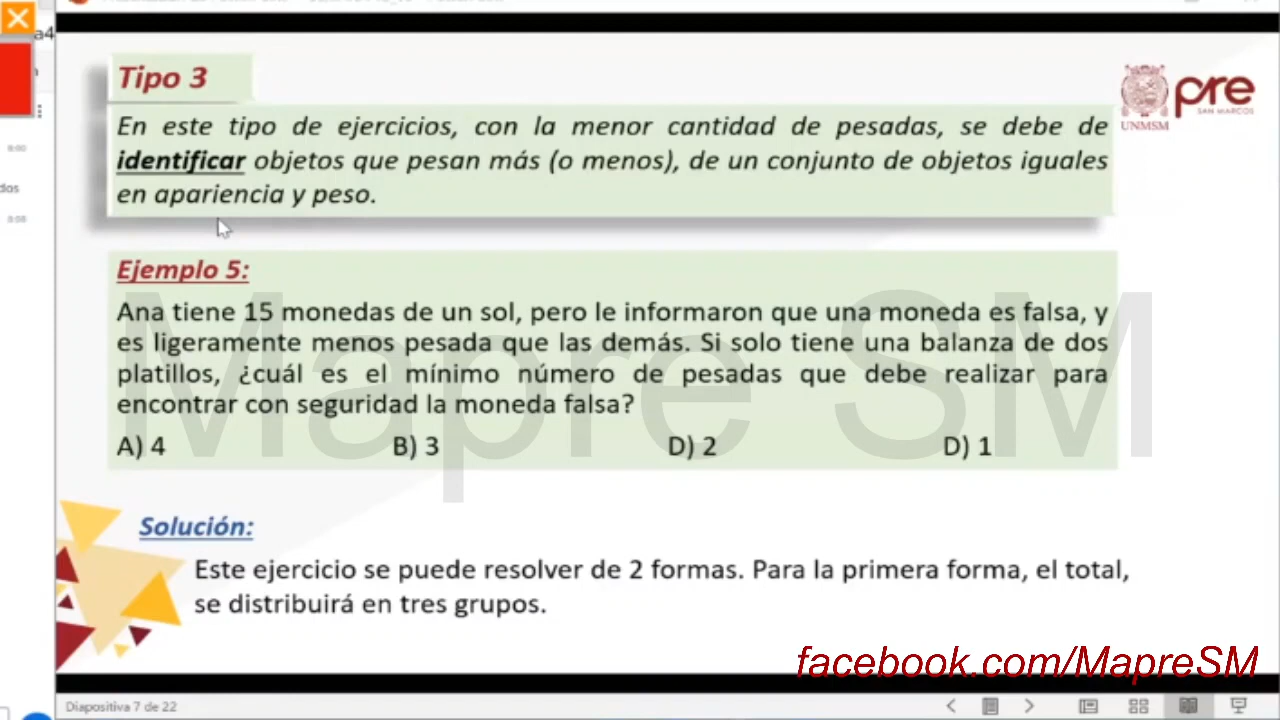 a4
Tipo 3
pre
SAN MARCOS
UNMSM
En este tipo de ejercicios, con la menor cantidad de pesadas, se debe de
identificar objetos que pesan más (o menos), de un conjunto de objetos iguales
en apariencia y peso.
dos
Ejemplo 5:
Ana tiene 15 monedas de un sol, pero le informaron que una moneda es falsa, y
es ligeramente menos pesada que las demás. Si solo tiene una balanza de dos
platillos, ¿cuál es el mínimo número de pesadas que debe realizar para
encontrar con seguridad la moneda falsa?
A) 4 B) 3 D) 2 D) 1
Mapre SM
Solución:
Este ejercicio se puede resolver de 2 formas. Para la primera forma, el total,
se distribuirá en tres grupos.
facebook.com/MapreSM
Diapositiva 7 de 22